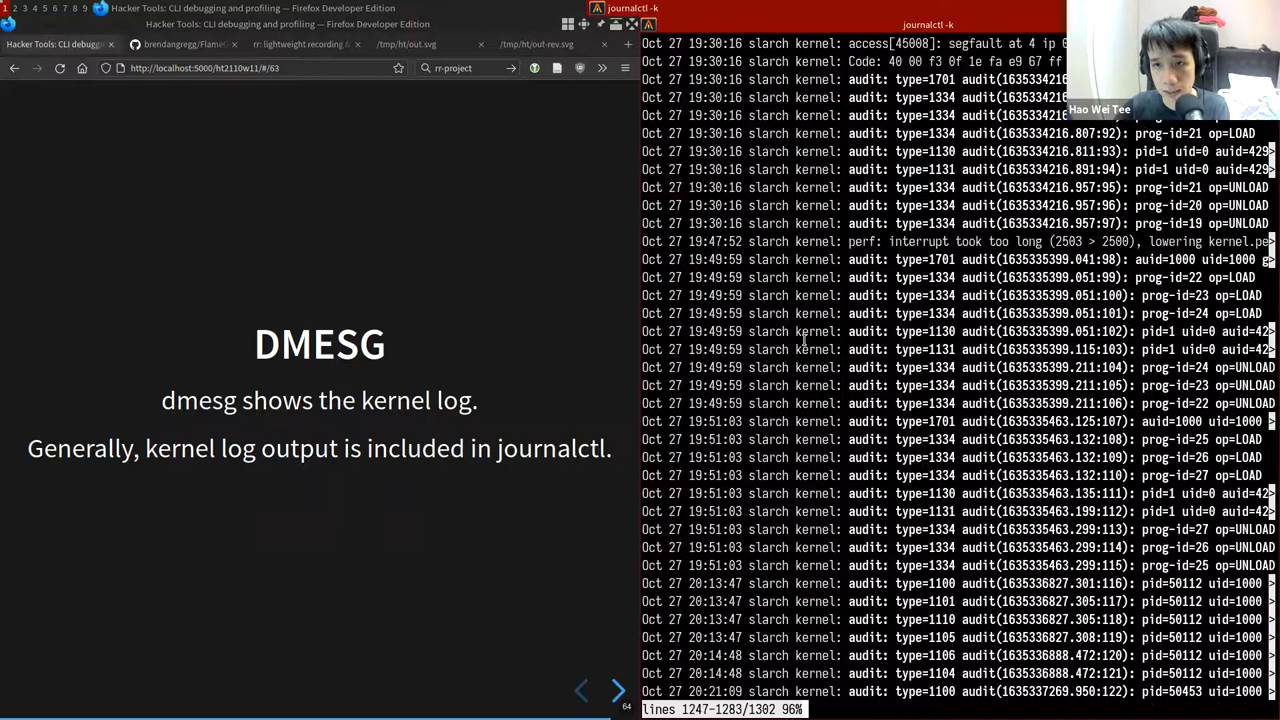 1 2 3 4 5 6 7 8 9 Hacker Tools: CLI debugging and profiling — Firefox Developer Edition
journalctl -k
Hacker Tools: CLI debugging and profiling — Firefox Developer Edition
journalctl -k
Hacker Tools: CLI debugg
brendangregg/Flame
rr: lightweight recording &
/tmp/ht/out.svg
/tmp/ht/out-rev.svg
http://localhost:5000/ht2110w11/#/63
rr-project
DMESG
dmesg shows the kernel log.
Generally, kernel log output is included in journalctl.
64
Oct 27 19:30:16 slarch kernel: access[45008]: segfault at 4 ip
Oct 27 19:30:16 slarch kernel: Code: 40 00 f3 0f 1e fa e9 67 ff
Oct 27 19:30:16 slarch kernel: audit: type=1701 audit(1635334216
Oct 27 19:30:16 slarch kernel: audit: type=1334 audit(1635334216
Oct 27 19:30:16 slarch kernel: audit: type=1334 audit(1635334216
Oct 27 19:30:16 slarch kernel: audit: type=1334 audit(1635334216.807:92): prog-id=21 op=LOAD
Oct 27 19:30:16 slarch kernel: audit: type=1130 audit(1635334216.811:93): pid=1 uid=0 auid=429>
Oct 27 19:30:16 slarch kernel: audit: type=1131 audit(1635334216.891:94): pid=1 uid=0 auid=429>
Oct 27 19:30:16 slarch kernel: audit: type=1334 audit(1635334216.957:95): prog-id=21 op=UNLOAD
Oct 27 19:30:16 slarch kernel: audit: type=1334 audit(1635334216.957:96): prog-id=20 op=UNLOAD
Oct 27 19:30:16 slarch kernel: audit: type=1334 audit(1635334216.957:97): prog-id=19 op=UNLOAD
Oct 27 19:47:52 slarch kernel: perf: interrupt took too long (2503 > 2500), lowering kernel.pe>
Oct 27 19:49:59 slarch kernel: audit: type=1701 audit(1635335399.041:98): auid=1000 uid=1000 g>
Oct 27 19:49:59 slarch kernel: audit: type=1334 audit(1635335399.051:99): prog-id=22 op=LOAD
Oct 27 19:49:59 slarch kernel: audit: type=1334 audit(1635335399.051:100): prog-id=23 op=LOAD
Oct 27 19:49:59 slarch kernel: audit: type=1334 audit(1635335399.051:101): prog-id=24 op=LOAD
Oct 27 19:49:59 slarch kernel: audit: type=1130 audit(1635335399.051:102): pid=1 uid=0 auid=42>
Oct 27 19:49:59 slarch kernel: audit: type=1131 audit(1635335399.115:103): pid=1 uid=0 auid=42>
Oct 27 19:49:59 slarch kernel: audit: type=1334 audit(1635335399.211:104): prog-id=24 op=UNLOAD
Oct 27 19:49:59 slarch kernel: audit: type=1334 audit(1635335399.211:105): prog-id=23 op=UNLOAD
Oct 27 19:49:59 slarch kernel: audit: type=1334 audit(1635335399.211:106): prog-id=22 op=UNLOAD
Oct 27 19:51:03 slarch kernel: audit: type=1701 audit(1635335463.125:107): auid=1000 uid=1000 >
Oct 27 19:51:03 slarch kernel: audit: type=1334 audit(1635335463.132:108): prog-id=25 op=LOAD
Oct 27 19:51:03 slarch kernel: audit: type=1334 audit(1635335463.132:109): prog-id=26 op=LOAD
Oct 27 19:51:03 slarch kernel: audit: type=1334 audit(1635335463.132:110): prog-id=27 op=LOAD
Oct 27 19:51:03 slarch kernel: audit: type=1130 audit(1635335463.135:111): pid=1 uid=0 auid=42>
Oct 27 19:51:03 slarch kernel: audit: type=1131 audit(1635335463.199:112): pid=1 uid=0 auid=42>
Oct 27 19:51:03 slarch kernel: audit: type=1334 audit(1635335463.299:113): prog-id=27 op=UNLOAD
Oct 27 19:51:03 slarch kernel: audit: type=1334 audit(1635335463.299:114): prog-id=26 op=UNLOAD
Oct 27 19:51:03 slarch kernel: audit: type=1334 audit(1635335463.299:115): prog-id=25 op=UNLOAD
Oct 27 20:13:47 slarch kernel: audit: type=1100 audit(1635336827.301:116): pid=50112 uid=1000 >
Oct 27 20:13:47 slarch kernel: audit: type=1101 audit(1635336827.305:117): pid=50112 uid=1000 >
Oct 27 20:13:47 slarch kernel: audit: type=1110 audit(1635336827.305:118): pid=50112 uid=1000 >
Oct 27 20:13:47 slarch kernel: audit: type=1105 audit(1635336827.308:119): pid=50112 uid=1000 >
Oct 27 20:14:48 slarch kernel: audit: type=1106 audit(1635336888.472:120): pid=50112 uid=1000 >
Oct 27 20:14:48 slarch kernel: audit: type=1104 audit(1635336888.472:121): pid=50112 uid=1000 >
Oct 27 20:21:09 slarch kernel: audit: type=1100 audit(1635337269.950:122): pid=50453 uid=1000 >
lines 1247-1283/1302 96%
Hao Wei Tee